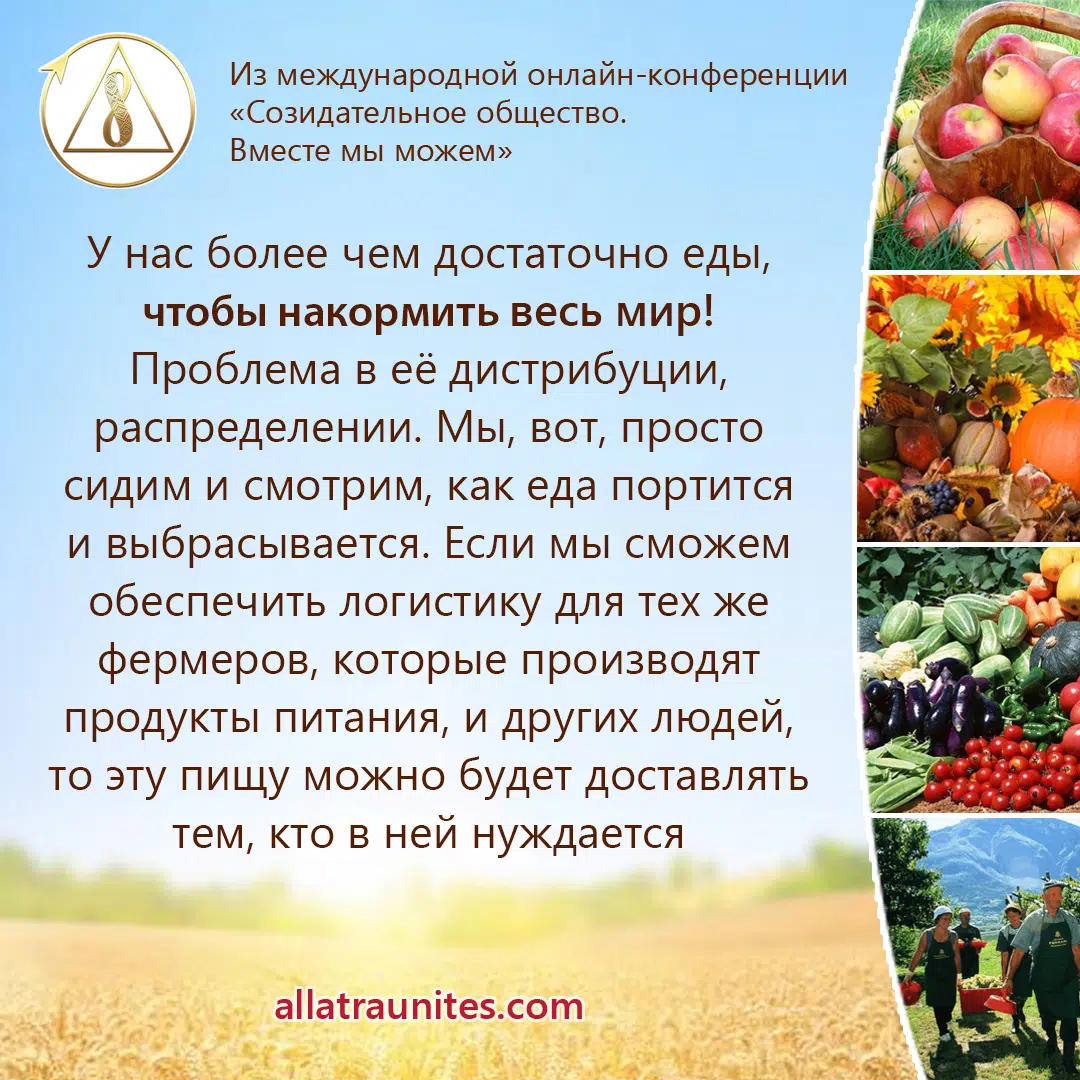 Из международной онлайн-конференции
«Созидательное общество.
Вместе мы можем»
У нас более чем достаточно еды,
чтобы накормить весь мир!
Проблема в её дистрибуции,
распределении. Мы, вот, просто
сидим и смотрим, как еда портится
и выбрасывается. Если мы сможем
обеспечить логистику для тех же
фермеров, которые производят
продукты питания, и других людей,
то эту пищу можно будет доставлять
тем, кто в ней нуждается
allatraunites.com